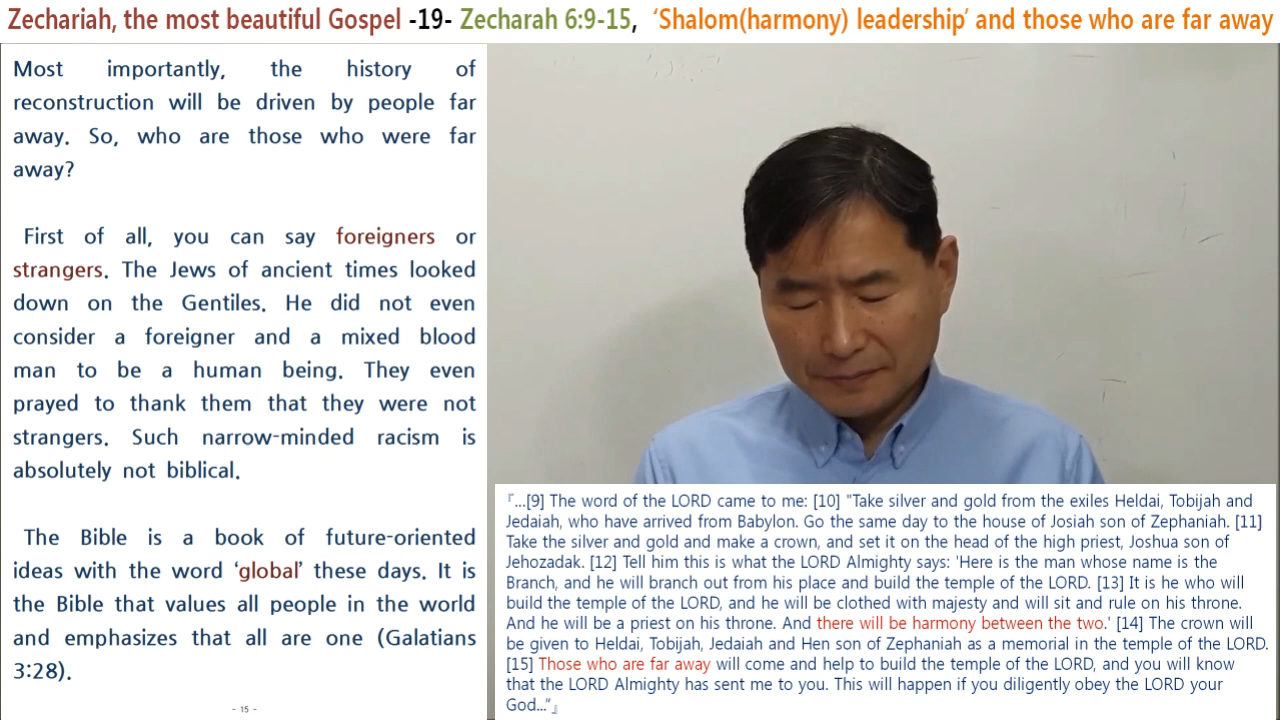 Zechariah, the most beautiful Gospel -19- Zecharah 6:9-15, ‘Shalom(harmony) leadership’ and those who are far away
Most importantly, the history of
reconstruction will be driven by people far
away. So, who are those who were far
away?
First of all, you can say foreigners or
strangers. The Jews of ancient times looked
down on the Gentiles. He did not even
consider a foreigner and a mixed blood
man to be a human being. They even
prayed to thank them that they were not
strangers. Such narrow-minded racism is
absolutely not biblical.
The Bible is a book of future-oriented
ideas with the word ‘global’ these days. It is
the Bible that values all people in the world
and emphasizes that all are one (Galatians
3:28).
- 15 -
『...[9] The word of the LORD came to me: [10] "Take silver and gold from the exiles Heldai, Tobijah and
Jedaiah, who have arrived from Babylon. Go the same day to the house of Josiah son of Zephaniah. [11]
Take the silver and gold and make a crown, and set it on the head of the high priest, Joshua son of
Jehozadak. [12] Tell him this is what the LORD Almighty says: 'Here is the man whose name is the
Branch, and he will branch out from his place and build the temple of the LORD. [13] It is he who will
build the temple of the LORD, and he will be clothed with majesty and will sit and rule on his throne.
And he will be a priest on his throne. And there will be harmony between the two.' [14] The crown will
be given to Heldai, Tobijah, Jedaiah and Hen son of Zephaniah as a memorial in the temple of the LORD.
[15] Those who are far away will come and help to build the temple of the LORD, and you will know
that the LORD Almighty has sent me to you. This will happen if you diligently obey the LORD your
God..."』